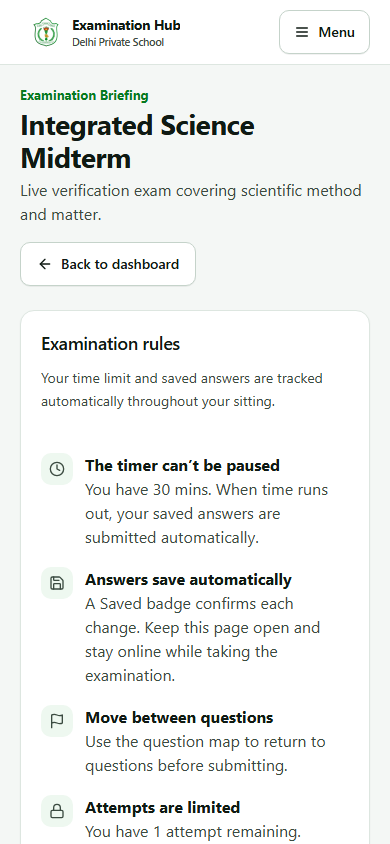 Examination Hub
Delhi Private School
Menu
Examination Briefing
Integrated Science
Midterm
Live verification exam covering scientific method
and matter.
Back to dashboard
Examination rules
Your time limit and saved answers are tracked
automatically throughout your sitting.
The timer can’t be paused
You have 30 mins. When time runs
out, your saved answers are
submitted automatically.
Answers save automatically
A Saved badge confirms each
change. Keep this page open and
stay online while taking the
examination.
Move between questions
Use the question map to return to
questions before submitting.
Attempts are limited
You have 1 attempt remaining.